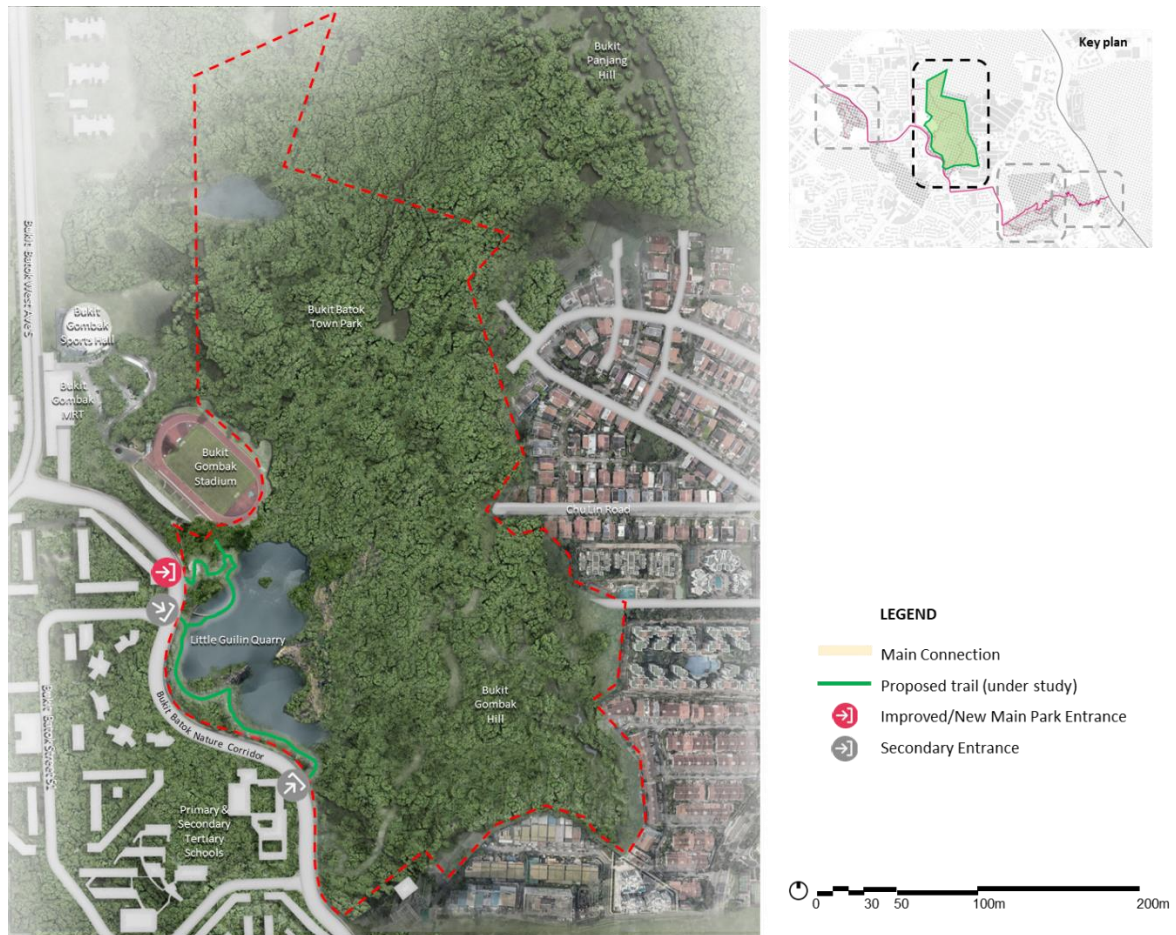 Bukit
Panjang
Hill
Key plan
Bukit Batok West Ave 5
Bukit Batok
Town Park
Bukit
Gombak
Sports Hall
Bukit
Gombak
MRT
Bukit
Gombak
Stadium
Chu Lin Road
Little Guilin Quarry
Bukit
Gombak
Hill
Bukit Batok Nature Corridor
Bukit Batok Street 51
Primary &
Secondary
Tertiary
Schools
LEGEND
Main Connection
Proposed trail (under study)
Improved/New Main Park Entrance
Secondary Entrance
0 30 50 100m 200m